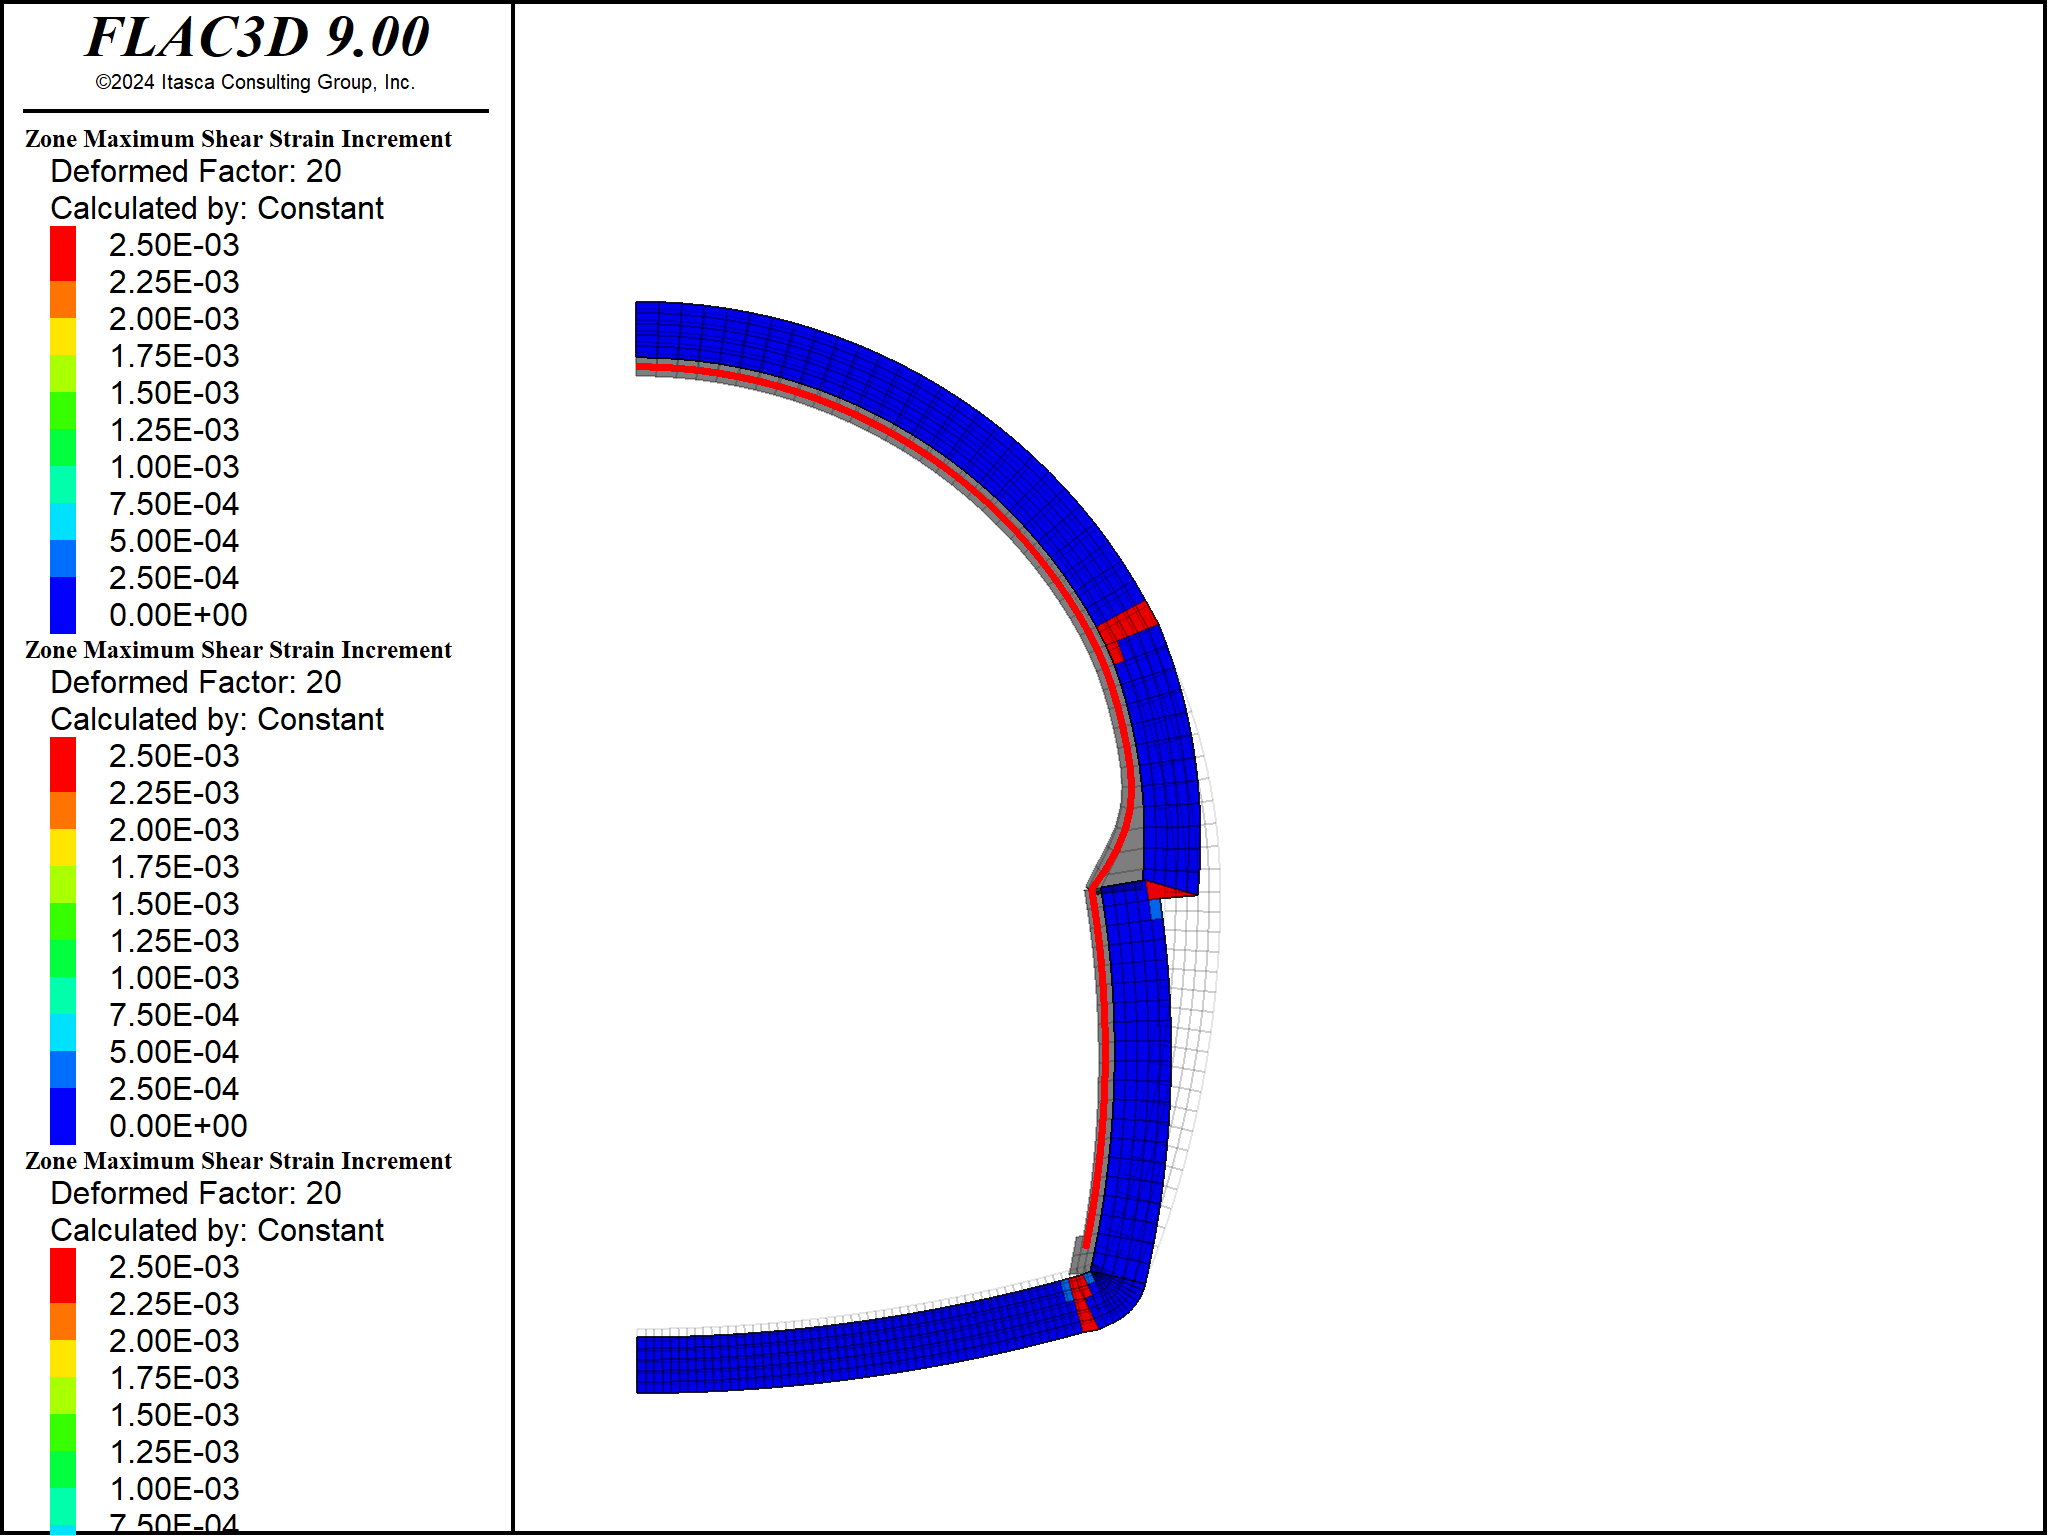 FLAC3D 9.00
©2024 Itasca Consulting Group, Inc.
Zone Maximum Shear Strain Increment
Deformed Factor: 20
Calculated by: Constant
2.50E-03
2.25E-03
2.00E-03
1.75E-03
1.50E-03
1.25E-03
1.00E-03
7.50E-04
5.00E-04
2.50E-04
0.00E+00
Zone Maximum Shear Strain Increment
Deformed Factor: 20
Calculated by: Constant
2.50E-03
2.25E-03
2.00E-03
1.75E-03
1.50E-03
1.25E-03
1.00E-03
7.50E-04
5.00E-04
2.50E-04
0.00E+00
Zone Maximum Shear Strain Increment
Deformed Factor: 20
Calculated by: Constant
2.50E-03
2.25E-03
2.00E-03
1.75E-03
1.50E-03
1.25E-03
1.00E-03
7.50E-04